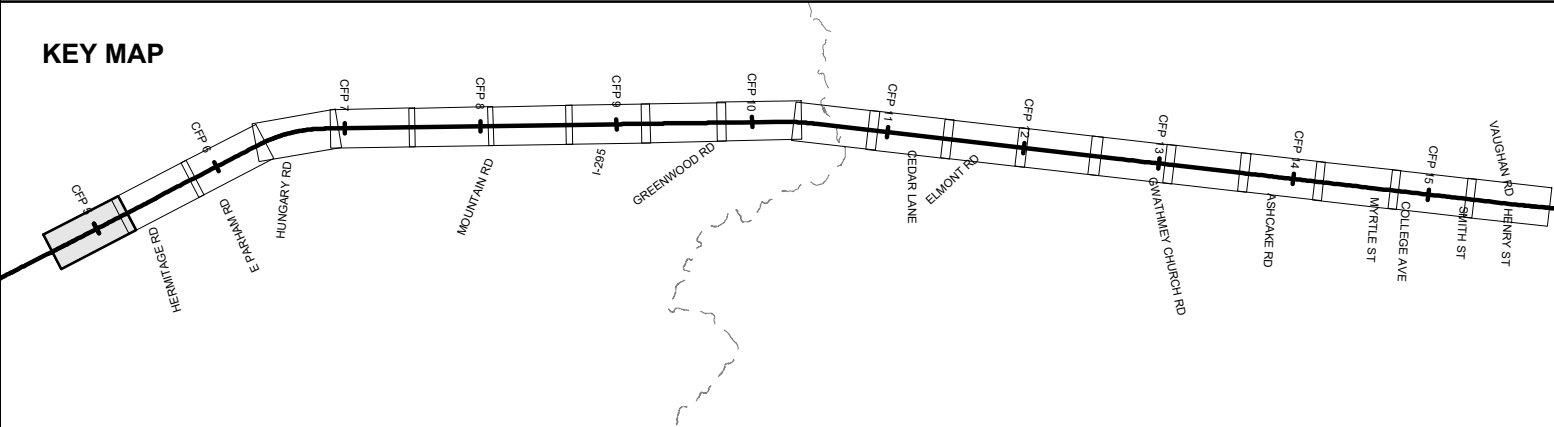 KEY MAP
CFP 5
CFP 6
CFP 7
CFP 8
CFP 9
CFP 10
CFP 11
CFP 12
CFP 13
CFP 14
CFP 15
HERMITAGE RD
E PARHAM RD
HUNGARY RD
MOUNTAIN RD
I-295
GREENWOOD RD
CEDAR LANE
ELMONT RD
GWATHMEY CHURCH RD
ASHCAKE RD
MYRTLE ST
COLLEGE AVE
SMITH ST
VAUGHAN RD
HENRY ST